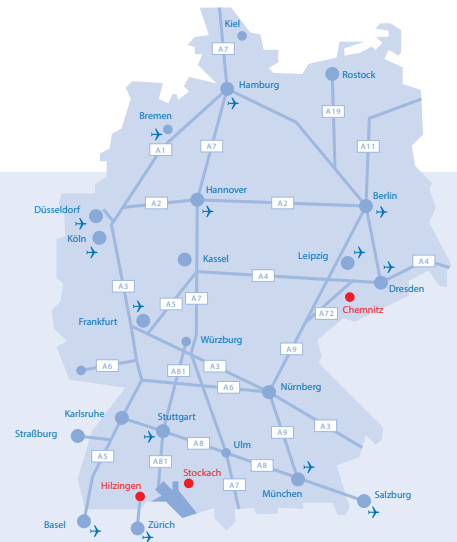 Kiel
A7
Rostock
Hamburg
A19
Bremen
A7
A11
A1
Hannover
Berlin
A2
A2
Düsseldorf
Köln
Kassel
Leipzig
A4
A4
A3
A7
A5
Dresden
Chemnitz
A72
Frankfurt
Würzburg
A9
A6
A3
A81
A6
Nürnberg
Karlsruhe
Stuttgart
A3
Straßburg
A9
A8
Ulm
A5
A81
A8
Stockach
Hilzingen
A7
München
Salzburg
Basel
Zürich